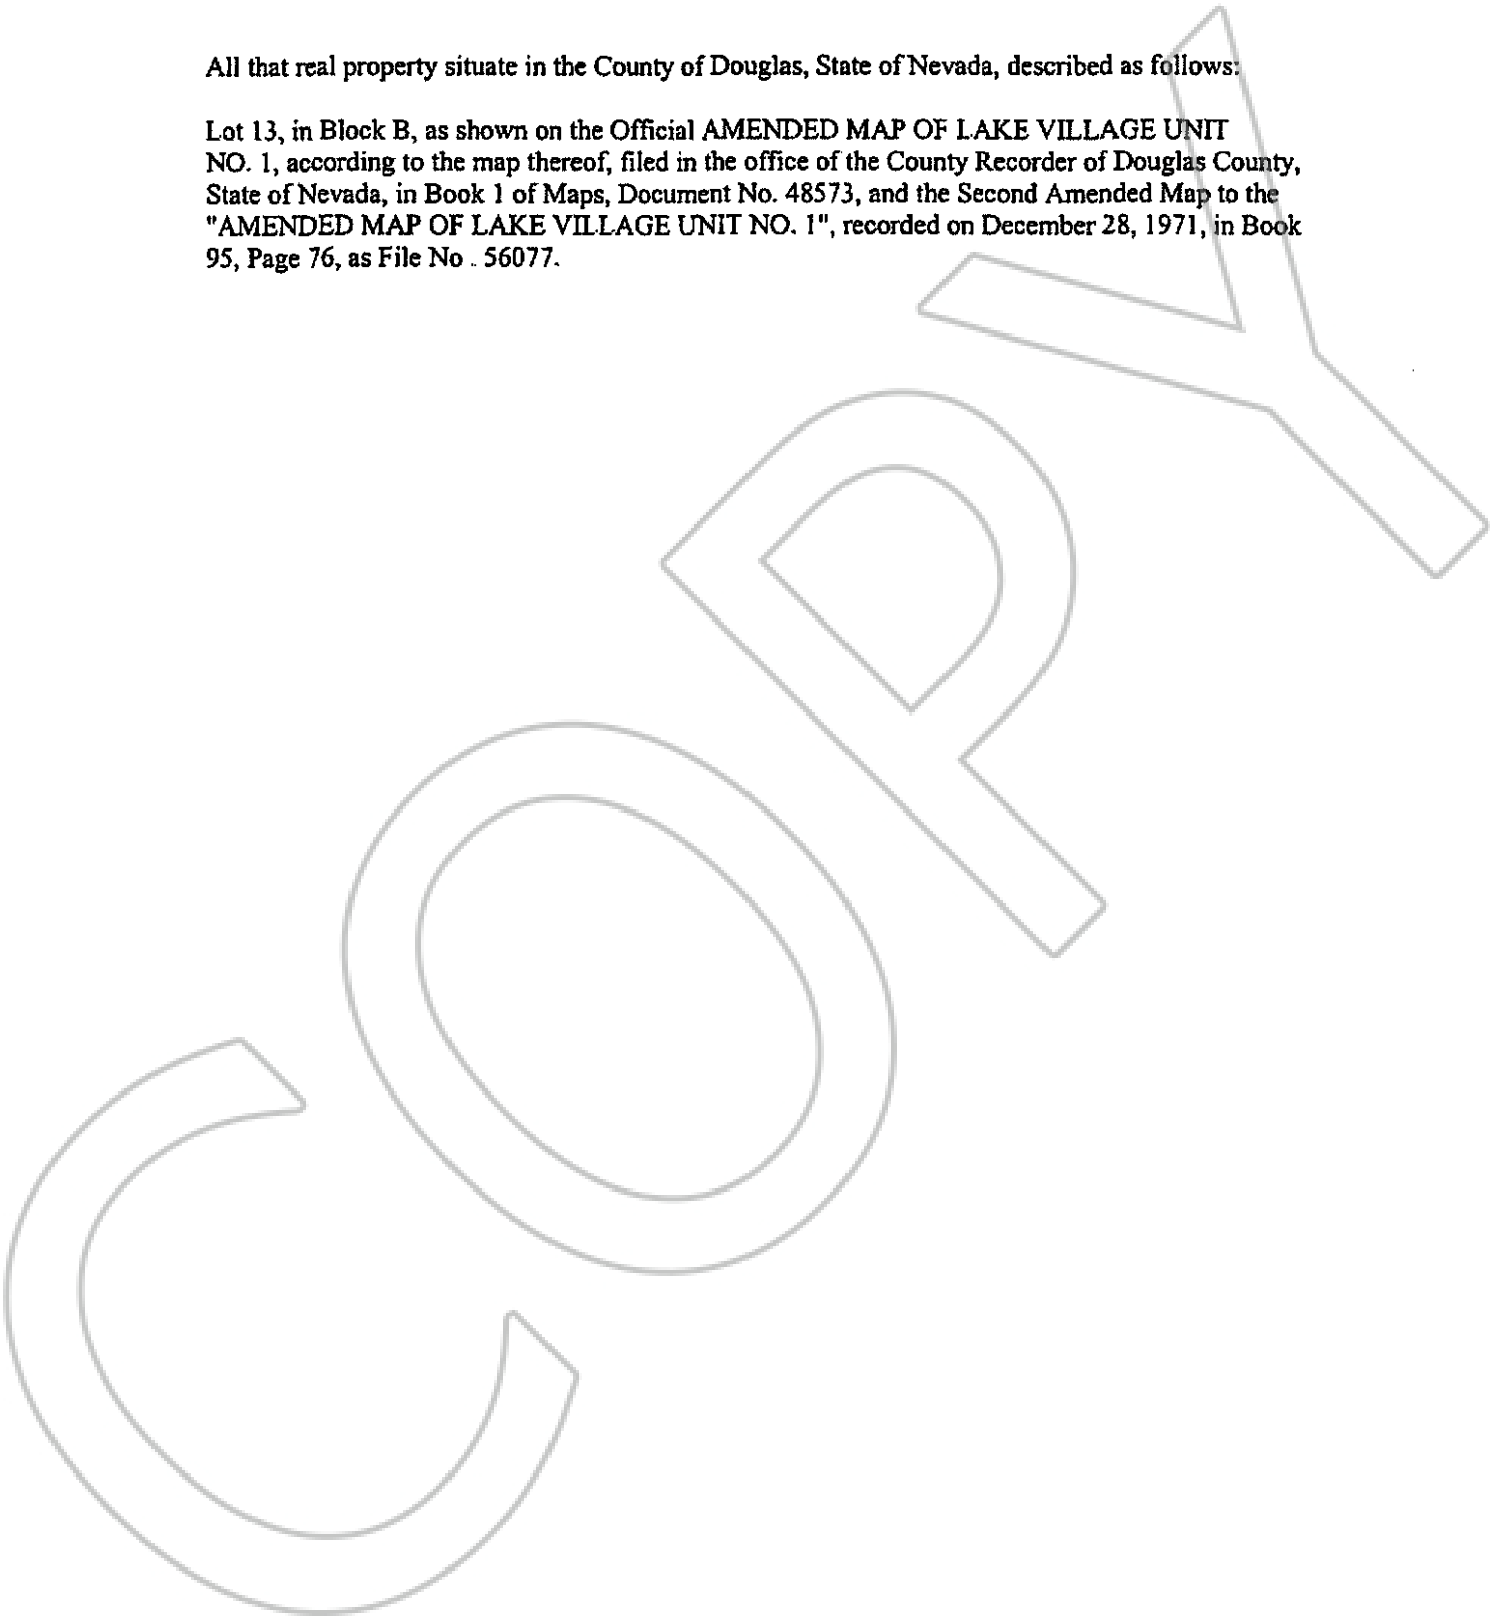 All that real property situate in the County of Douglas, State of Nevada, described as follows:
Lot 13, in Block B, as shown on the Official AMENDED MAP OF LAKE VILLAGE UNIT
NO. 1, according to the map thereof, filed in the office of the County Recorder of Douglas County,
State of Nevada, in Book 1 of Maps, Document No. 48573, and the Second Amended Map to the
"AMENDED MAP OF LAKE VILLAGE UNIT NO. 1", recorded on December 28, 1971, in Book
95, Page 76, as File No . 56077.
COPY